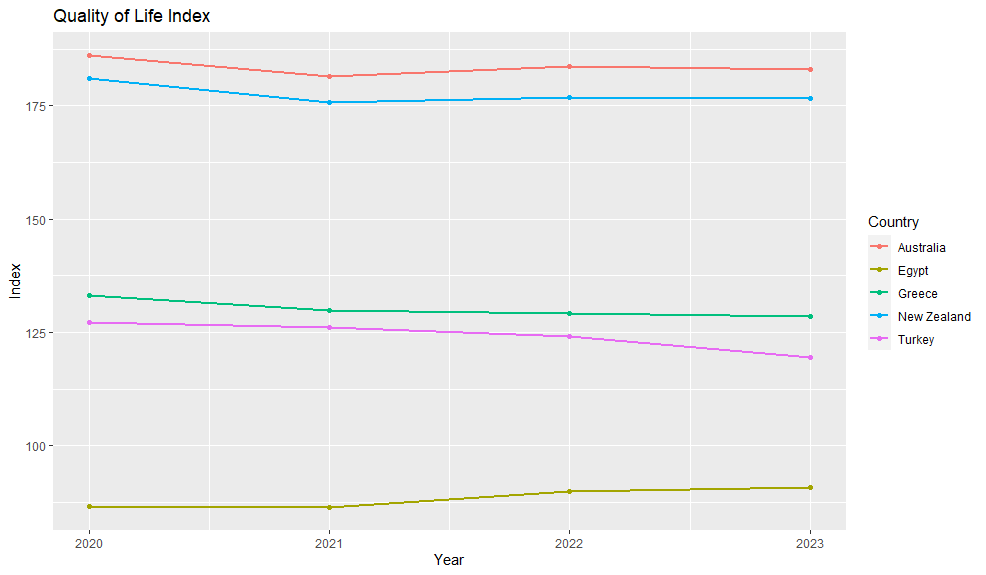 Quality of Life Index
175
150
125
100
Index
2020 2021 2022 2023
Year
Country
Australia
Egypt
Greece
New Zealand
Turkey